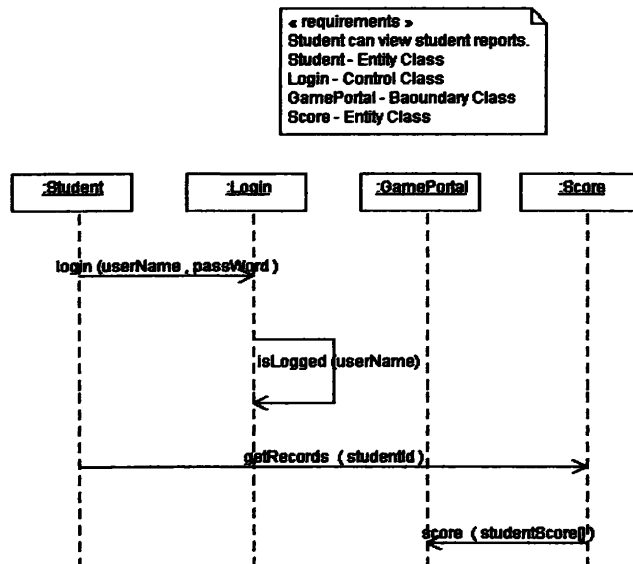 « requirements »
Student can view student reports.
Student - Entity Class
Login - Control Class
GamePortal - Baoundary Class
Score - Entity Class
:Student
:Login
:GamePortal
:Score
login (userName , passWord )
isLogged (userName)
getRecords ( studentId )
score ( studentScore[]')